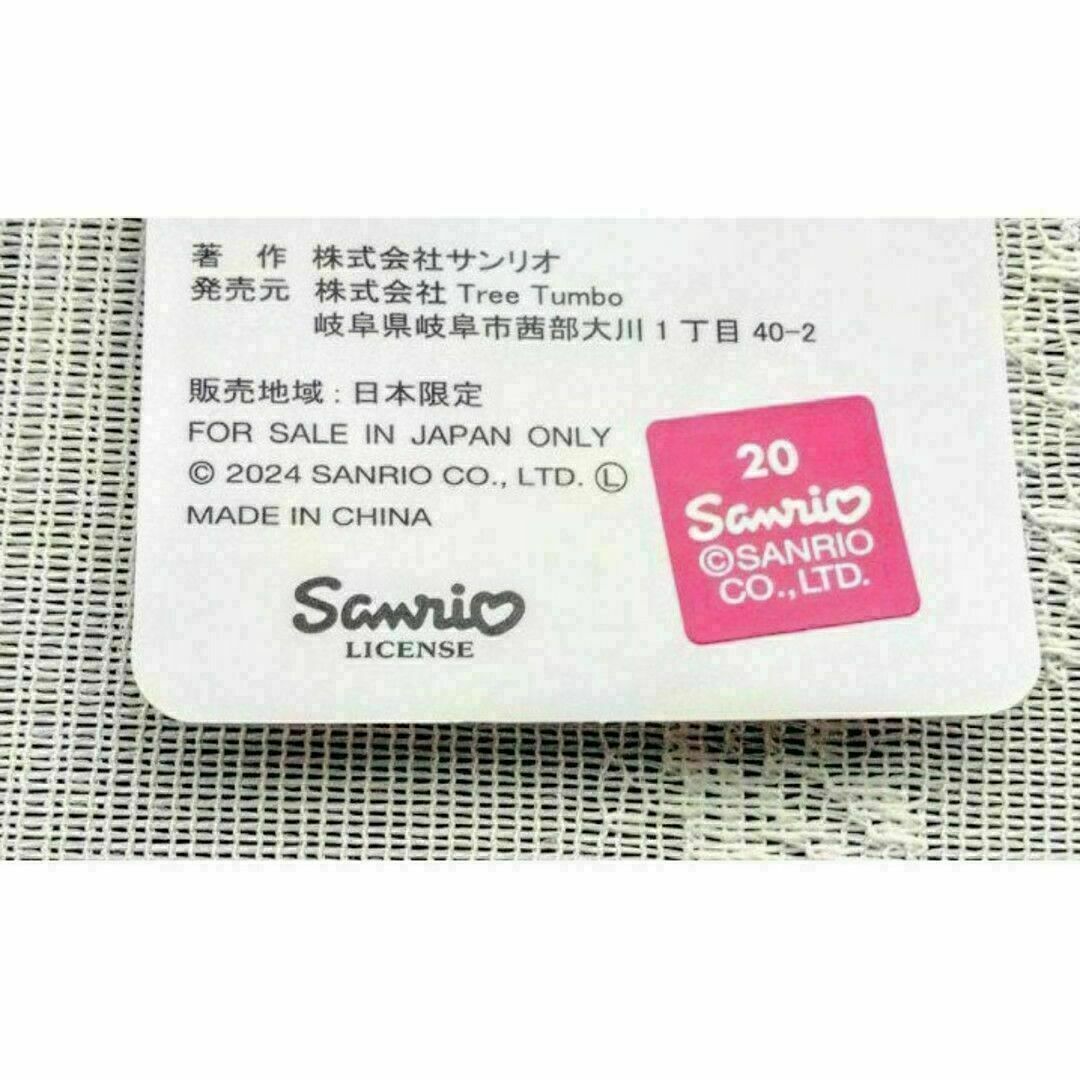 著 作 株式会社サンリオ
発売元 株式会社 Tree Tumbo
岐阜県岐阜市茜部大川 1 丁目 40-2
販売地域 : 日本限定
FOR SALE IN JAPAN ONLY
© 2024 SANRIO CO., LTD. Ⓛ
MADE IN CHINA
Sanrio
LICENSE
20
Sanrio
©SANRIO
CO.,LTD.